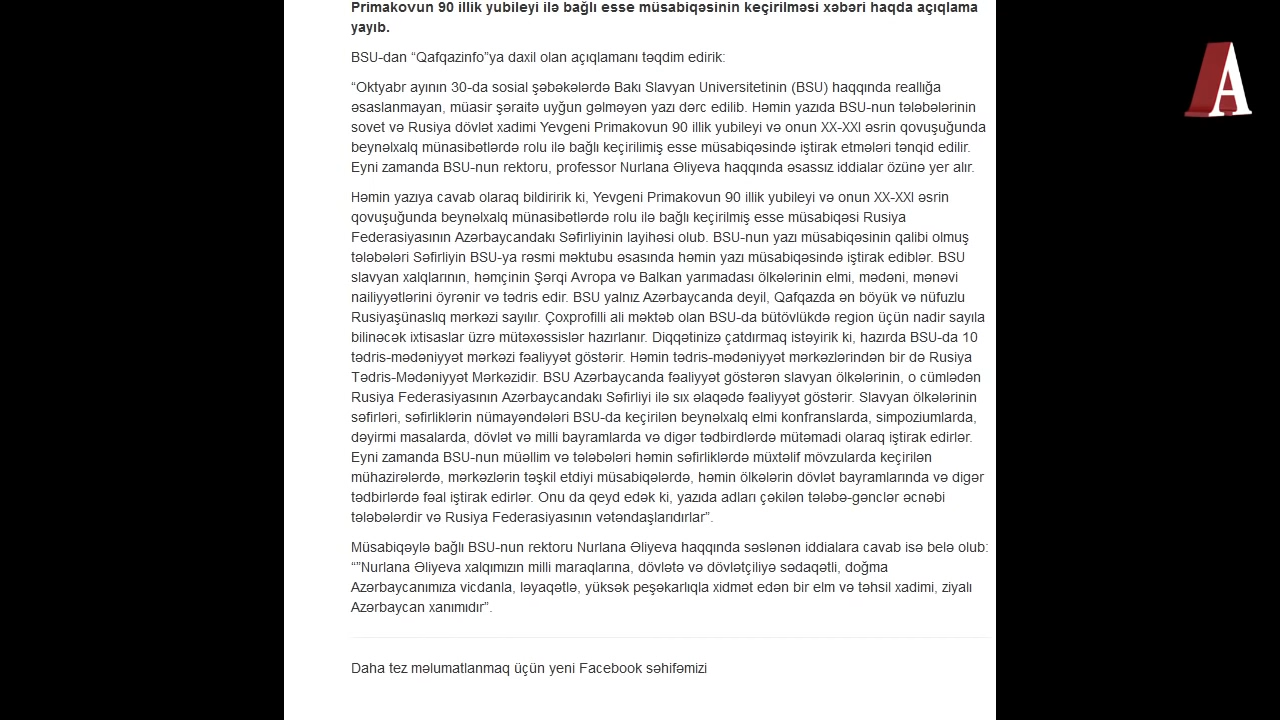 Primakovun 90 illik yubileyi ilə bağlı esse müsabiqəsinin keçirilməsi xəbəri haqda açıqlama
yayıb.
BSU-dan “Qafqazinfo”ya daxil olan açıqlamanı təqdim edirik:
“Oktyabr ayının 30-da sosial şəbəkələrdə Bakı Slavyan Universitetinin (BSU) haqqında reallığa
əsaslanmayan, müasir şəraitə uyğun gəlməyən yazı dərc edilib. Həmin yazıda BSU-nun tələbələrinin
sovet və Rusiya dövlət xadimi Yevgeni Primakovun 90 illik yubileyi və onun XX-XXI əsrin qovuşuğunda
beynəlxalq münasibətlərdə rolu ilə bağlı keçirilimiş esse müsabiqəsində iştirak etmələri tənqid edilir.
Eyni zamanda BSU-nun rektoru, professor Nurlana Əliyeva haqqında əsassız iddialar özünə yer alır.
Həmin yazıya cavab olaraq bildiririk ki, Yevgeni Primakovun 90 illik yubileyi və onun XX-XXI əsrin
qovuşuğunda beynəlxalq münasibətlərdə rolu ilə bağlı keçirilmiş esse müsabiqəsi Rusiya
Federasiyasının Azərbaycandakı Səfirliyinin layihəsi olub. BSU-nun yazı müsabiqəsinin qalibi olmuş
tələbələri Səfirliyin BSU-ya rəsmi məktubu əsasında həmin yazı müsabiqəsində iştirak ediblər. BSU
slavyan xalqlarının, həmçinin Şərqi Avropa və Balkan yarımadası ölkələrinin elmi, mədəni, mənəvi
nailiyyətlərini öyrənir və tədris edir. BSU yalnız Azərbaycanda deyil, Qafqazda ən böyük və nüfuzlu
Rusiyaşünaslıq mərkəzi sayılır. Çoxprofilli ali məktəb olan BSU-da bütövlükdə region üçün nadir sayıla
bilinəcək ixtisaslar üzrə mütəxəssislər hazırlanır. Diqqətinizə çatdırmaq istəyirik ki, hazırda BSU-da 10
tədris-mədəniyyət mərkəzi fəaliyyət göstərir. Həmin tədris-mədəniyyət mərkəzlərindən bir də Rusiya
Tədris-Mədəniyyət Mərkəzidir. BSU Azərbaycanda fəaliyyət göstərən slavyan ölkələrinin, o cümlədən
Rusiya Federasiyasının Azərbaycandakı Səfirliyi ilə sıx əlaqədə fəaliyyət göstərir. Slavyan ölkələrinin
səfirləri, səfirliklərin nümayəndələri BSU-da keçirilən beynəlxalq elmi konfranslarda, simpoziumlarda,
dəyirmi masalarda, dövlət və milli bayramlarda və digər tədbirlərdə mütəmadi olaraq iştirak edirlər.
Eyni zamanda BSU-nun müəllim və tələbələri həmin səfirliklərdə müxtəlif mövzularda keçirilən
mühazirələrdə, mərkəzlərin təşkil etdiyi müsabiqələrdə, həmin ölkələrin dövlət bayramlarında və digər
tədbirlərdə fəal iştirak edirlər. Onu da qeyd edək ki, yazıda adları çəkilən tələbə-gənclər əcnəbi
tələbələrdir və Rusiya Federasiyasının vətəndaşlarıdırlar”.
Müsabiqəylə bağlı BSU-nun rektoru Nurlana Əliyeva haqqında səslənən iddialara cavab isə belə olub:
“”Nurlana Əliyeva xalqımızın milli maraqlarına, dövlətə və dövlətçiliyə sədaqətli, doğma
Azərbaycanımıza vicdanla, ləyaqətlə, yüksək peşəkarlıqla xidmət edən bir elm və təhsil xadimi, ziyalı
Azərbaycan xanımıdır”.
Daha tez məlumatlanmaq üçün yeni Facebook səhifəmizi
A